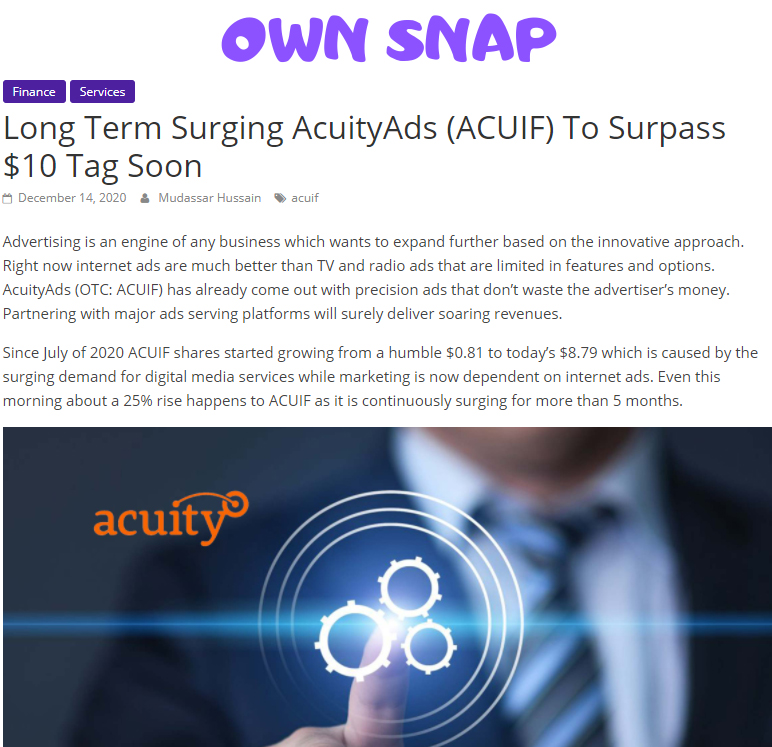 OWN SNAP
Finance Services
Long Term Surging AcuityAds (ACUIF) To Surpass
$10 Tag Soon
December 14, 2020 Mudassar Hussain acuif
Advertising is an engine of any business which wants to expand further based on the innovative approach.
Right now internet ads are much better than TV and radio ads that are limited in features and options.
AcuityAds (OTC: ACUIF) has already come out with precision ads that don’t waste the advertiser’s money.
Partnering with major ads serving platforms will surely deliver soaring revenues.
Since July of 2020 ACUIF shares started growing from a humble $0.81 to today’s $8.79 which is caused by the
surging demand for digital media services while marketing is now dependent on internet ads. Even this
morning about a 25% rise happens to ACUIF as it is continuously surging for more than 5 months.
acuity